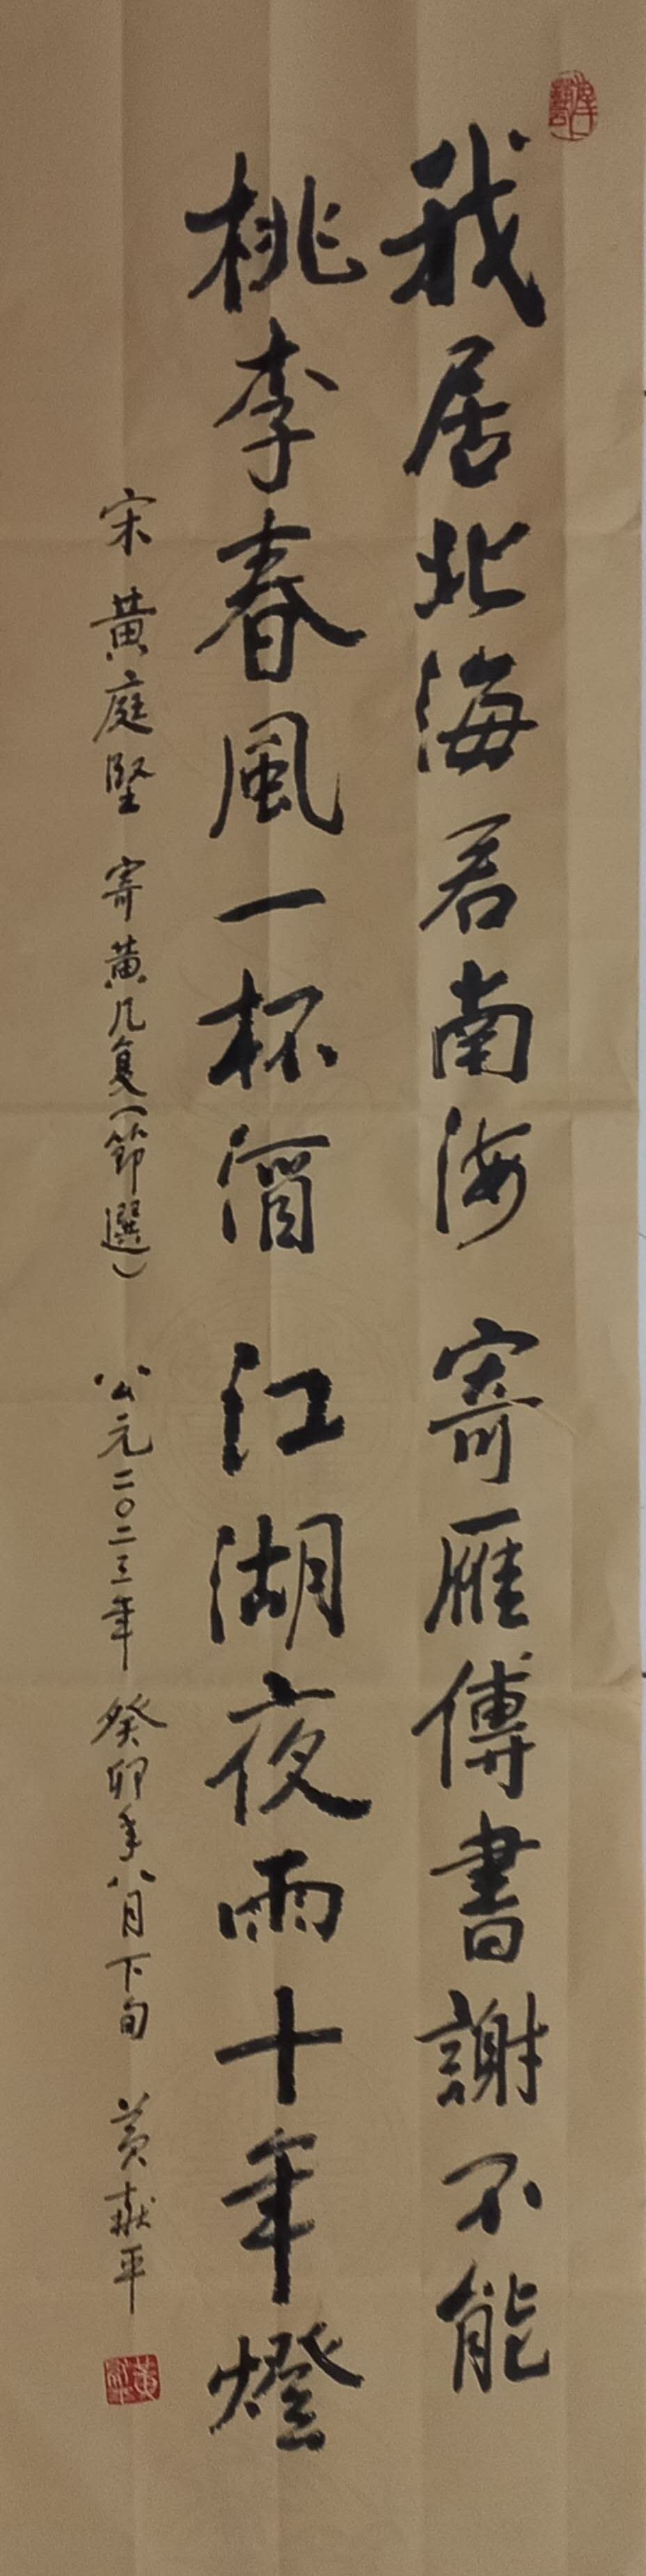 我居北海君南海 寄雁傳書謝不能
桃李春風一杯酒 江湖夜雨十年燈
宋 黃庭堅 寄黃几复(節選) 公元二〇二三年 癸卯年八月下旬 黃 平